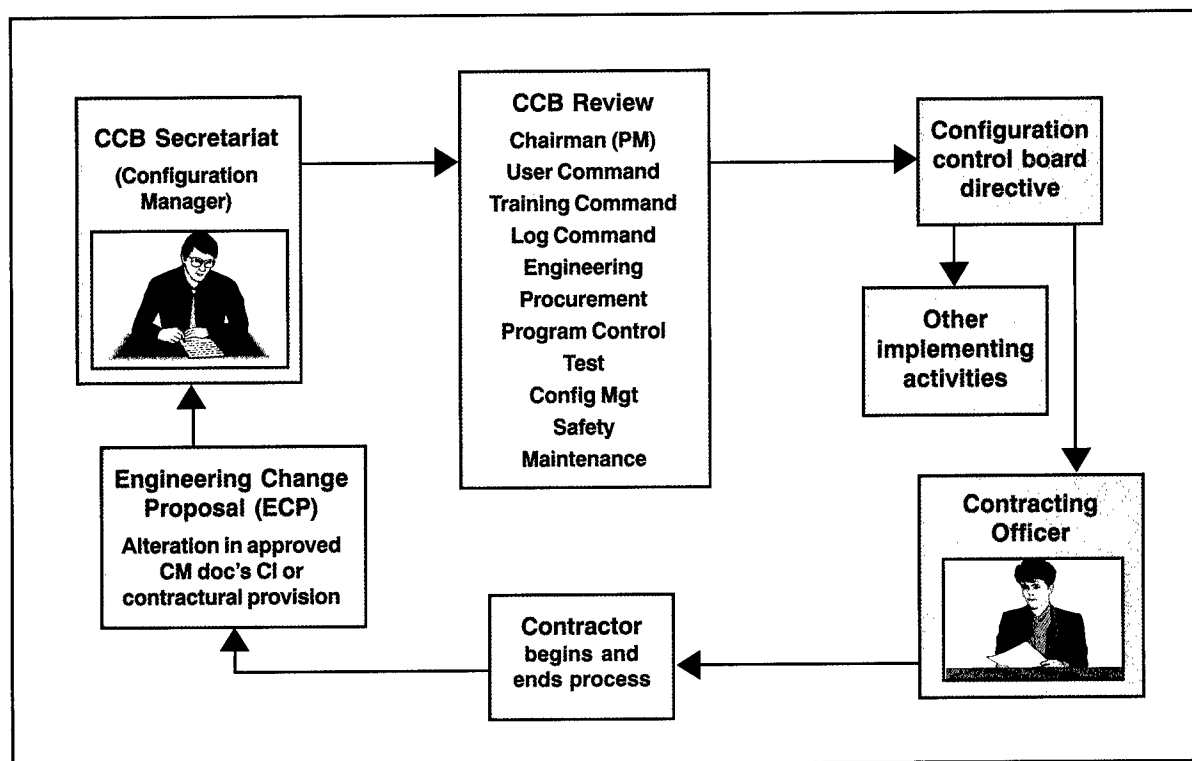 CCB Secretariat
(Configuration
Manager)
CCB Review
Chairman (PM)
User Command
Training Command
Log Command
Engineering
Procurement
Program Control
Test
Config Mgt
Safety
Maintenance
Configuration
control board
directive
Other
implementing
activities
Contracting
Officer
Contractor
begins and
ends process
Engineering Change
Proposal (ECP)
Alteration in approved
CM doc's CI or
contractural provision